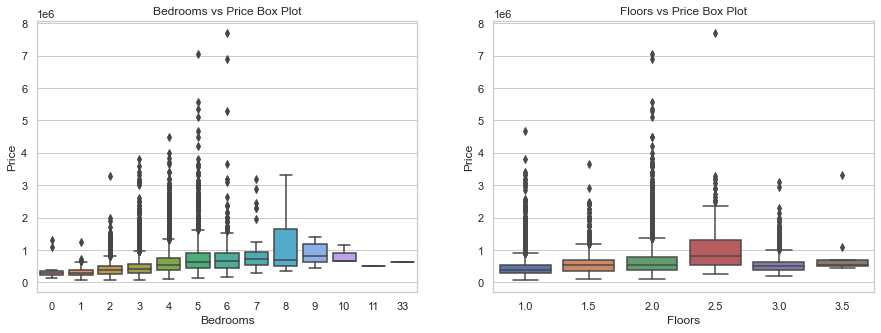 Bedrooms vs Price Box Plot
1e6
8
7
6
5
4
3
2
1
0
Price
0 1 2 3 4 5 6 7 8 9 10 11 33
Bedrooms
Floors vs Price Box Plot
1e6
8
7
6
5
4
3
2
1
0
Price
1.0 1.5 2.0 2.5 3.0 3.5
Floors